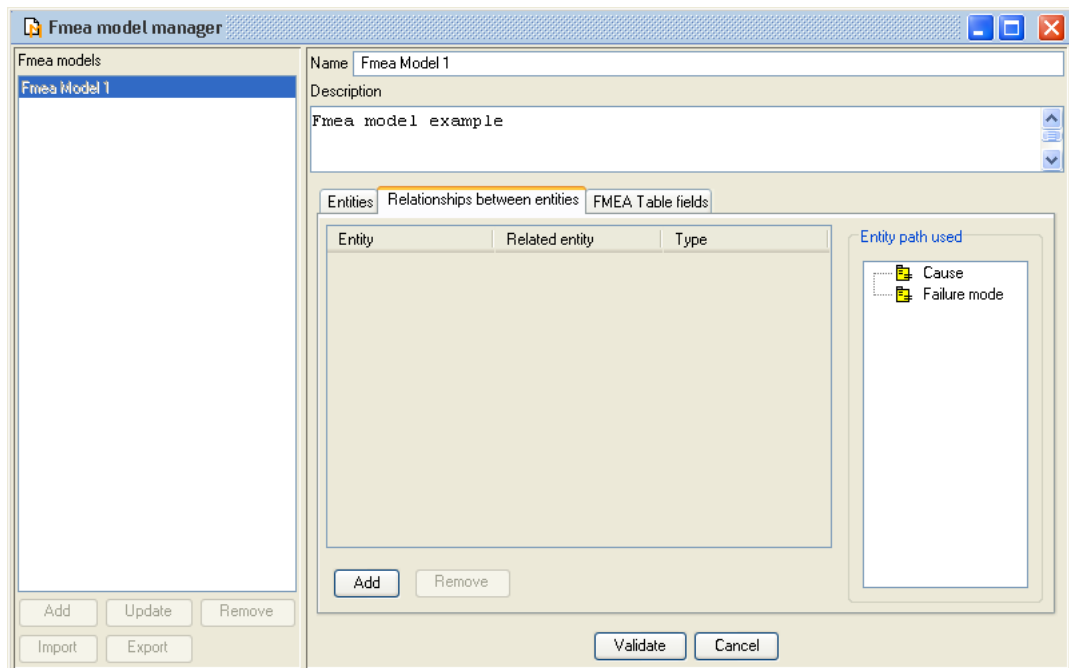 Fmea model manager
Fmea models
Fmea Model 1
Add Update Remove
Import Export
Name Fmea Model 1
Description
Fmea model example
Entities Relationships between entities FMEA Table fields
Entity Related entity Type
Add Remove
Entity path used
Cause
Failure mode
Validate Cancel